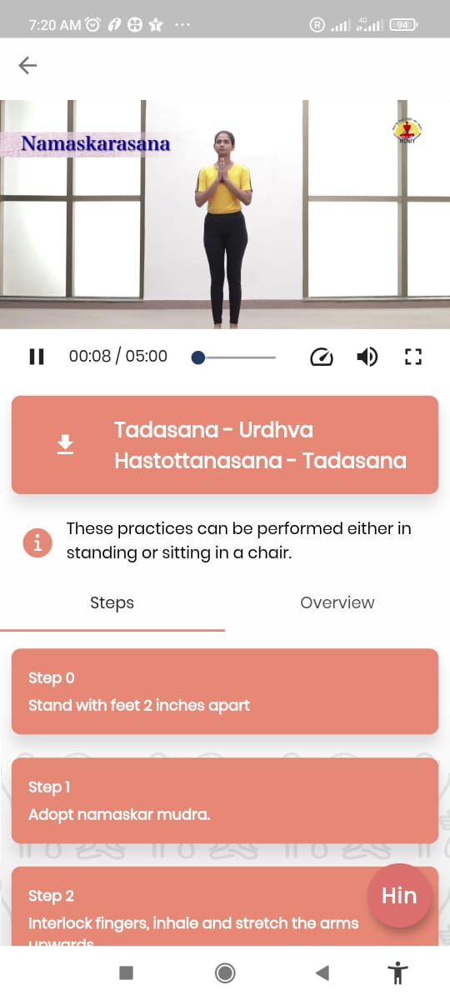 7:20 AM
4G
94
Namaskarasana
MDNIY
00:08 / 05:00
Tadasana - Urdhva
Hastottanasana - Tadasana
These practices can be performed either in
standing or sitting in a chair.
Steps Overview
Step 0
Stand with feet 2 inches apart
Step 1
Adopt namaskar mudra.
Step 2
Interlock fingers, inhale and stretch the arms
upwards
Hin